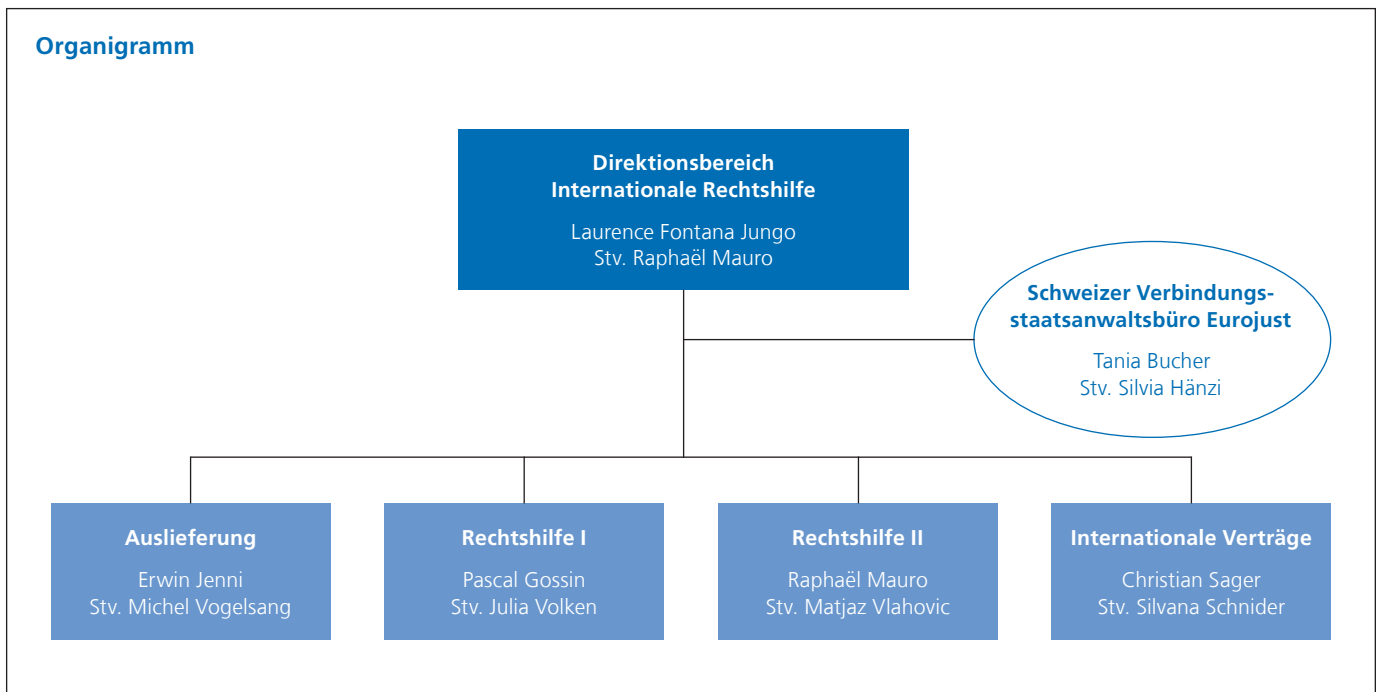 Organigramm
Direktionsbereich
Internationale Rechtshilfe
Laurence Fontana Jungo
Stv. Raphaël Mauro
Schweizer Verbindungs-
staatsanwaltsbüro Eurojust
Tania Bucher
Stv. Silvia Hänzi
Auslieferung
Erwin Jenni
Stv. Michel Vogelsang
Rechtshilfe I
Pascal Gossin
Stv. Julia Volken
Rechtshilfe II
Raphaël Mauro
Stv. Matjaz Vlahovic
Internationale Verträge
Christian Sager
Stv. Silvana Schnider